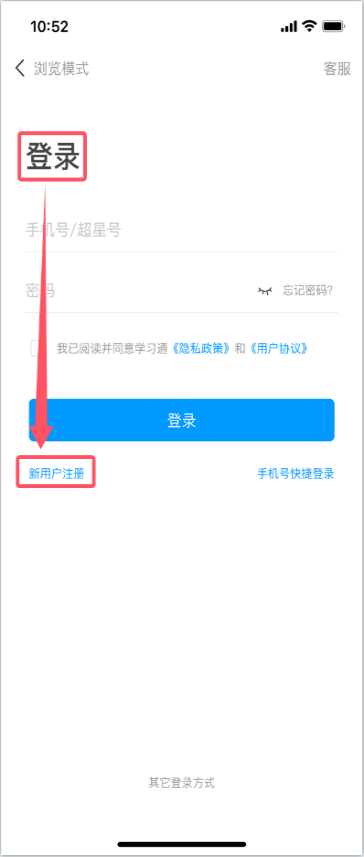 10:52
浏览模式
客服
登录
手机号/超星号
密码
忘记密码?
我已阅读并同意学习通《隐私政策》和《用户协议》
登录
新用户注册
手机号快捷登录
其它登录方式